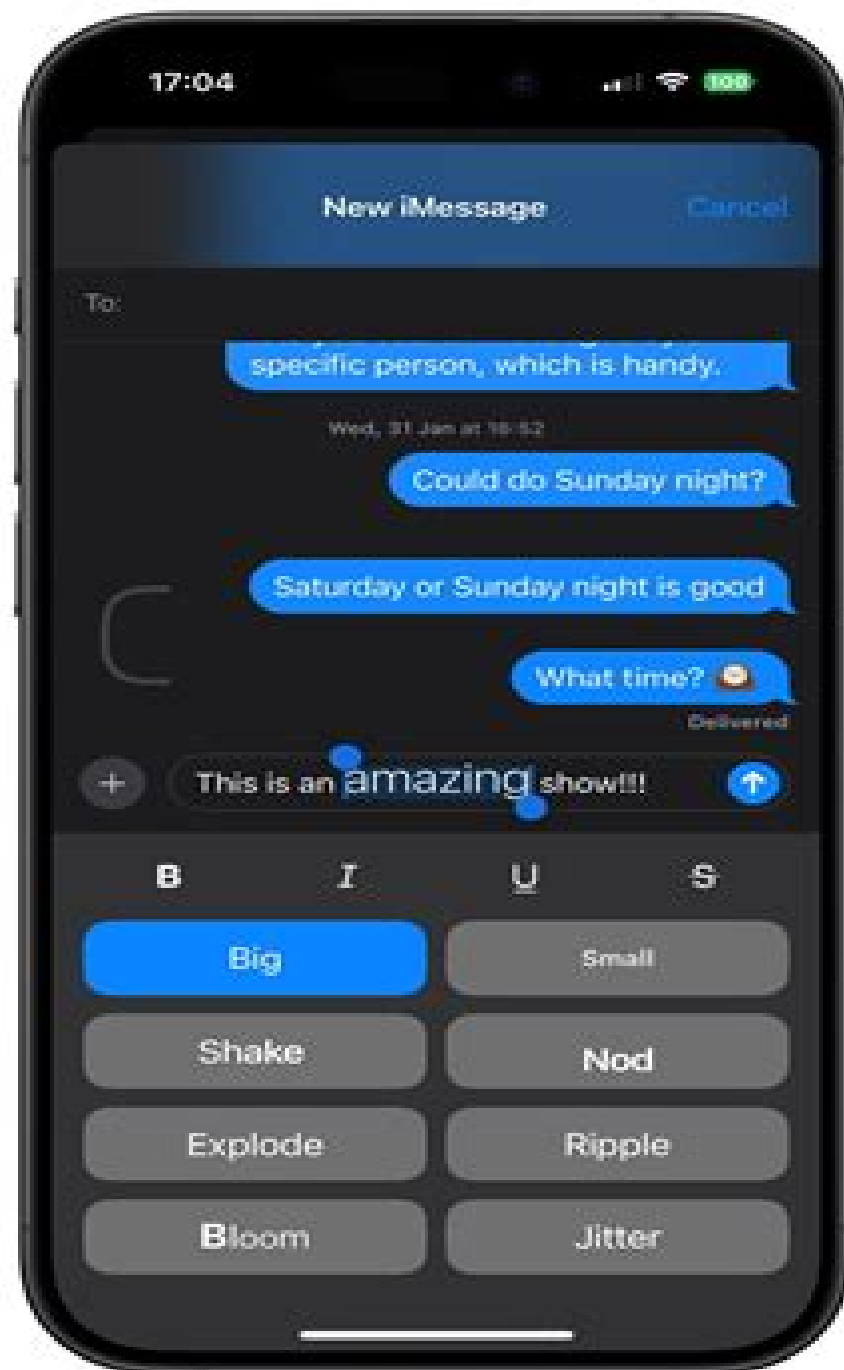 17:04
100
New iMessage
Cancel
To:
specific person, which is handy.
Wed, 31 Jan at 16:52
Could do Sunday night?
Saturday or Sunday night is good
What time? 🕰️
Delivered
This is an amazing show!!!
B I U S
Big Small
Shake Nod
Explode Ripple
Bloom Jitter